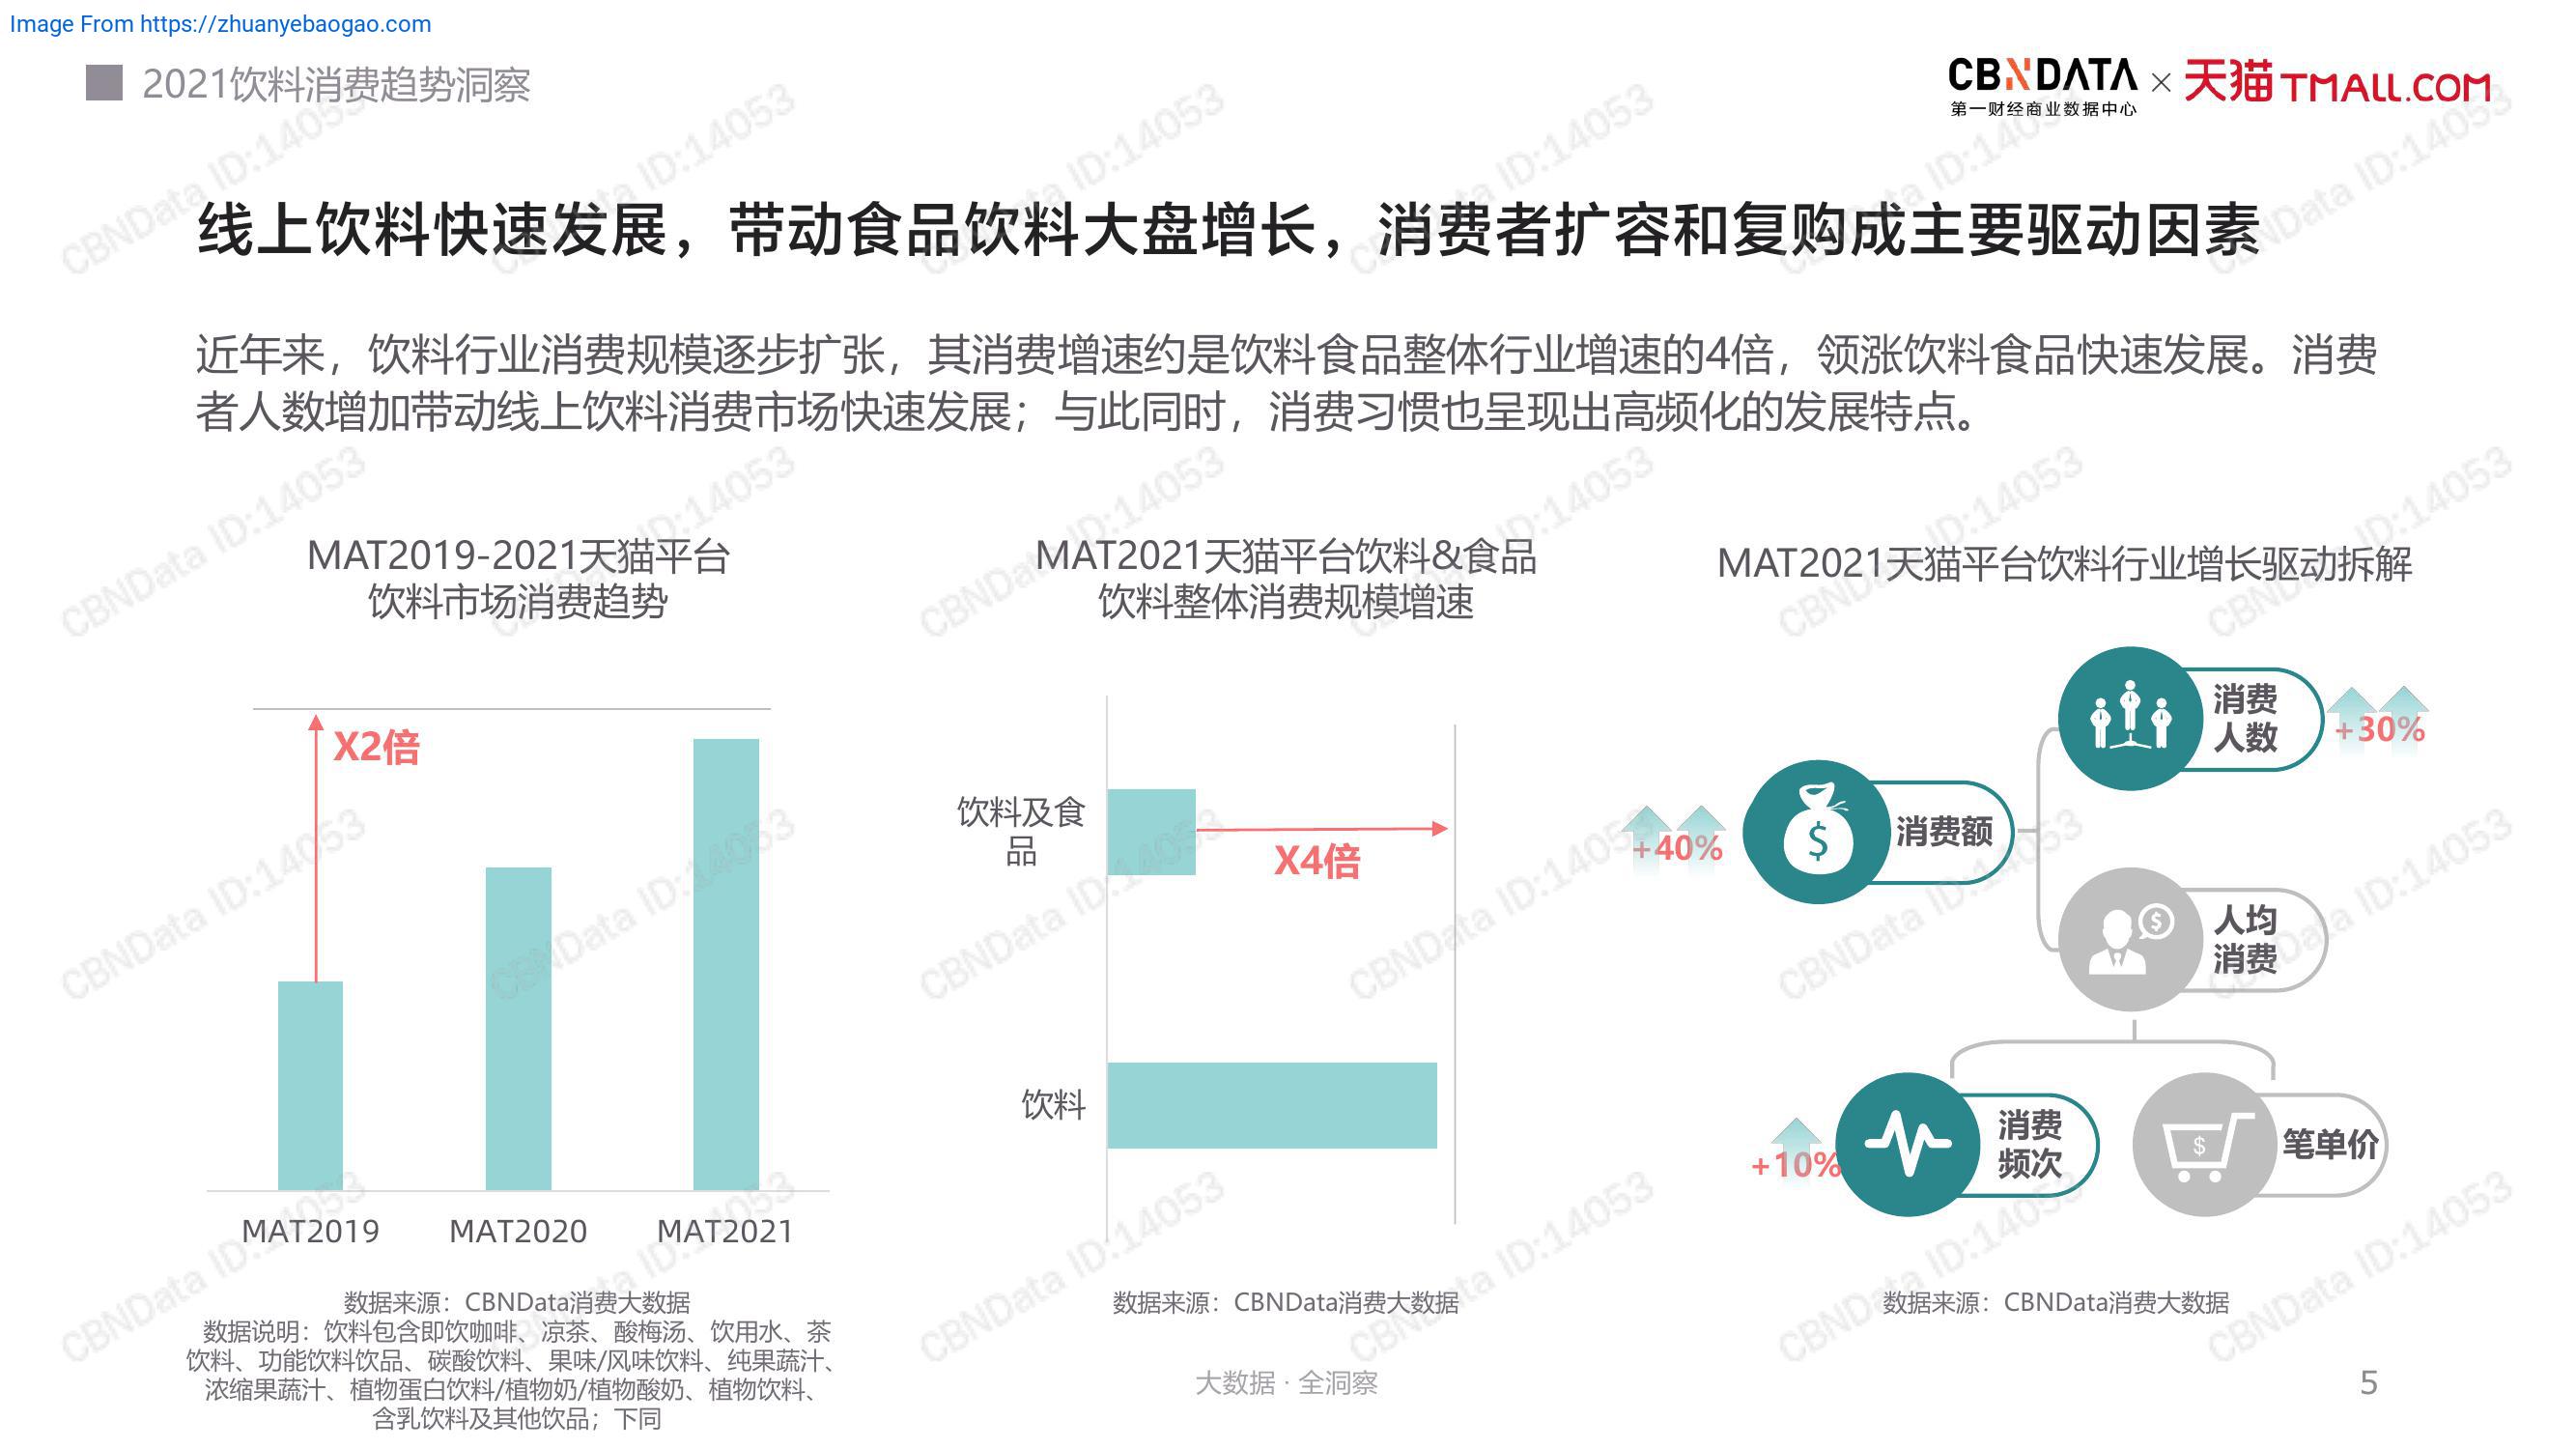 Image From https://zhuanyebaogao.com
2021饮料消费趋势洞察
CBNDATA
第一财经商业数据中心
×
天猫 TMALL.COM
线上饮料快速发展，带动食品饮料大盘增长，消费者扩容和复购成主要驱动因素
近年来，饮料行业消费规模逐步扩张，其消费增速约是饮料食品整体行业增速的4倍，领涨饮料食品快速发展。消费
者人数增加带动线上饮料消费市场快速发展；与此同时，消费习惯也呈现出高频化的发展特点。
MAT2019-2021天猫平台
饮料市场消费趋势
X2倍
MAT2019
MAT2020
MAT2021
数据来源：CBNData消费大数据
数据说明：饮料包含即饮咖啡、凉茶、酸梅汤、饮用水、茶
饮料、功能饮料饮品、碳酸饮料、果味/风味饮料、纯果蔬汁、
浓缩果蔬汁、植物蛋白饮料/植物奶/植物酸奶、植物饮料、
含乳饮料及其他饮品；下同
MAT2021天猫平台饮料&食品
饮料整体消费规模增速
饮料及食
品
X4倍
饮料
数据来源：CBNData消费大数据
MAT2021天猫平台饮料行业增长驱动拆解
消费
人数
+30%
+40%
$
消费额
$
人均
消费
+10%
消费
频次
$
笔单价
数据来源：CBNData消费大数据
大数据 · 全洞察
5
CBNData ID:14053